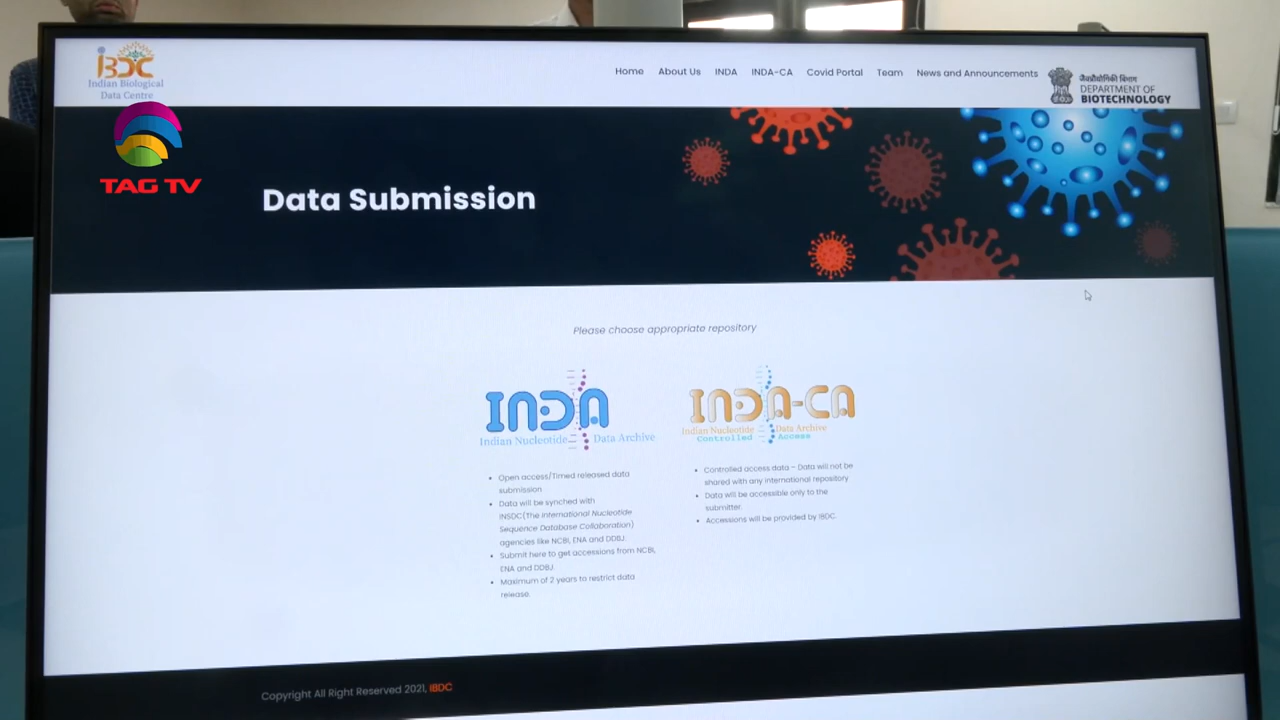 IBDC
Indian Biological
Data Centre
Home About Us INDA INDA-CA Covid Portal Team News and Announcements
जैवप्रौद्योगिकी विभाग
DEPARTMENT OF
BIOTECHNOLOGY
TAG TV
Data Submission
Please choose appropriate repository
INDA
Indian Nucleotide Data Archive
• Open access/Timed released data
submission
• Data will be synched with
INSDC(The International Nucleotide
Sequence Database Collaboration)
agencies like NCBI, ENA and DDBJ.
• Submit here to get accessions from NCBI,
ENA and DDBJ.
• Maximum of 2 years to restrict data
release.
INDA-CA
Indian Nucleotide Data Archive
Controlled Access
• Controlled access data – Data will not be
shared with any international repository
• Data will be accessible only to the
submitter.
• Accessions will be provided by IBDC.
Copyright All Right Reserved 2021, IBDC